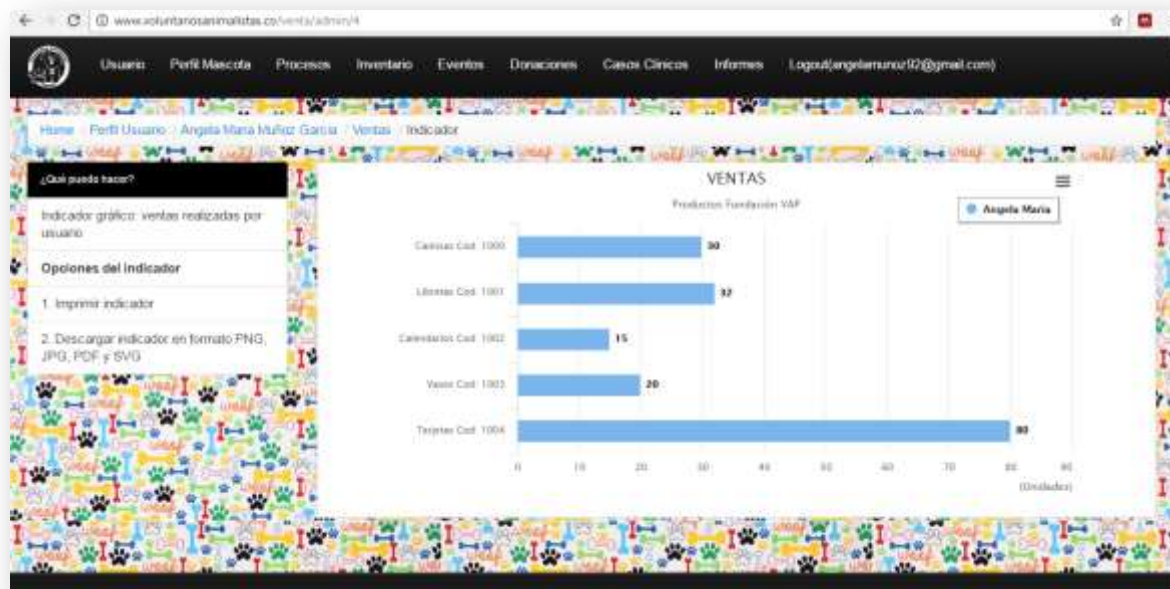 www.voluntariosanimalistas.co/venta/admin/4
Usuario Perfil Mascota Procesos Inventario Eventos Donaciones Casos Clínicos Informes Logout(angelamunoz92@gmail.com)
Home / Perfil Usuario / Angela Maria Muñoz Garcia / Ventas / Indicador
¿Qué puedo hacer?
Indicador gráfico: ventas realizadas por
usuario
Opciones del indicador
1. Imprimir indicador
2. Descargar indicador en formato PNG,
JPG, PDF y SVG
VENTAS
Productos Fundación VAP
Angela Maria
Camisas Cod. 1000 30
Libretas Cod. 1001 32
Calendarios Cod. 1002 15
Vasos Cod. 1003 20
Tarjetas Cod. 1004 80
0 10 20 30 40 50 60 70 80 90
(Unidades)